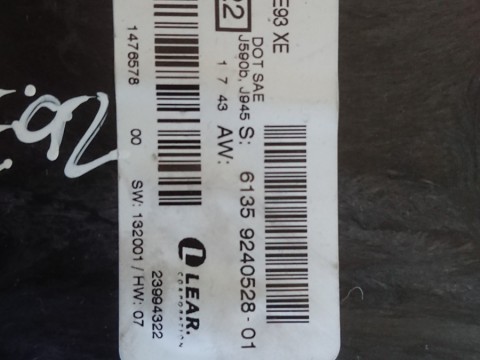 E93 XE
22
DOT SAE
J590b, J945
1 7 43
S: 6135 9240528-01
AW:
1476578 00 SW: 132001 / HW: 07
LEAR
CORPORATION
23994322